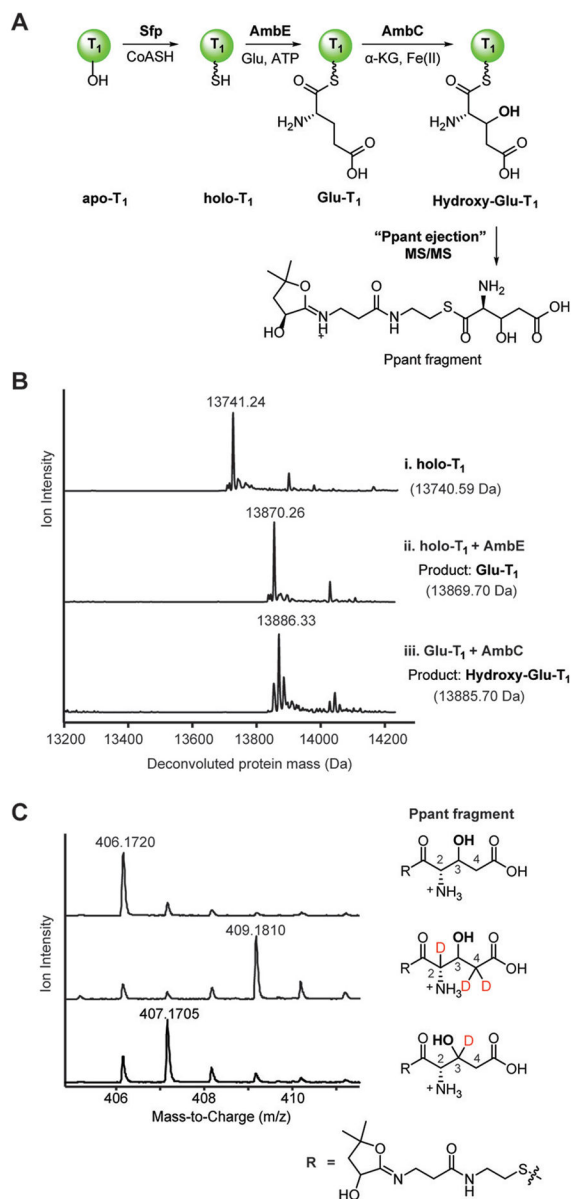 A
T1 Sfp T1 AmbE T1 AmbC T1
CoASH Glu, ATP α-KG, Fe(II)
OH SH S S
O O OH
H2N H2N
O O
OH OH
apo-T1 holo-T1 Glu-T1 Hydroxy-Glu-T1
"Ppant ejection"
MS/MS
O O NH2 O
HO N H + N H S O OH OH
Ppant fragment
B
Ion Intensity
13741.24
i. holo-T1
(13740.59 Da)
13870.26
ii. holo-T1 + AmbE
Product: Glu-T1
(13869.70 Da)
13886.33
iii. Glu-T1 + AmbC
Product: Hydroxy-Glu-T1
(13885.70 Da)
13200 13400 13600 13800 14000 14200
Deconvoluted protein mass (Da)
C
Ion Intensity
Ppant fragment
406.1720
O OH O
R 2 3 4 OH
+NH3
409.1810
O D OH O
R 2 3 4 OH
+NH3 D D
407.1705
O HO D O
R 2 3 4 OH
+NH3
406 408 410
Mass-to-Charge (m/z)
R = O N O N H S
HO